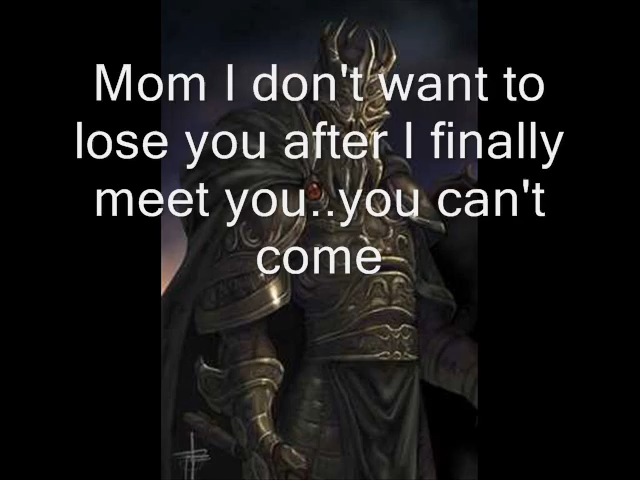 Mom I don't want to
lose you after I finally
meet you..you can't
come